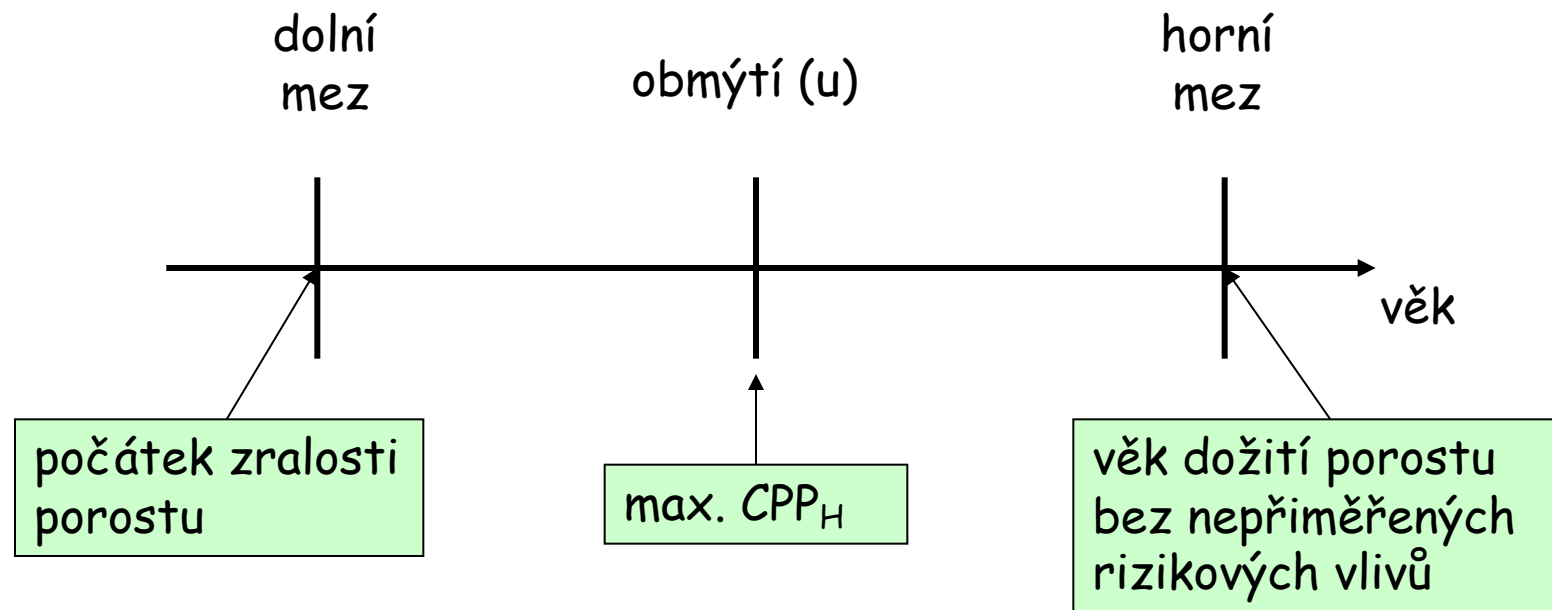 dolní
mez
obmýtí (u)
horní
mez
věk
počátek zralosti
porostu
max. CPPH
věk dožití porostu
bez nepřiměřených
rizikových vlivů